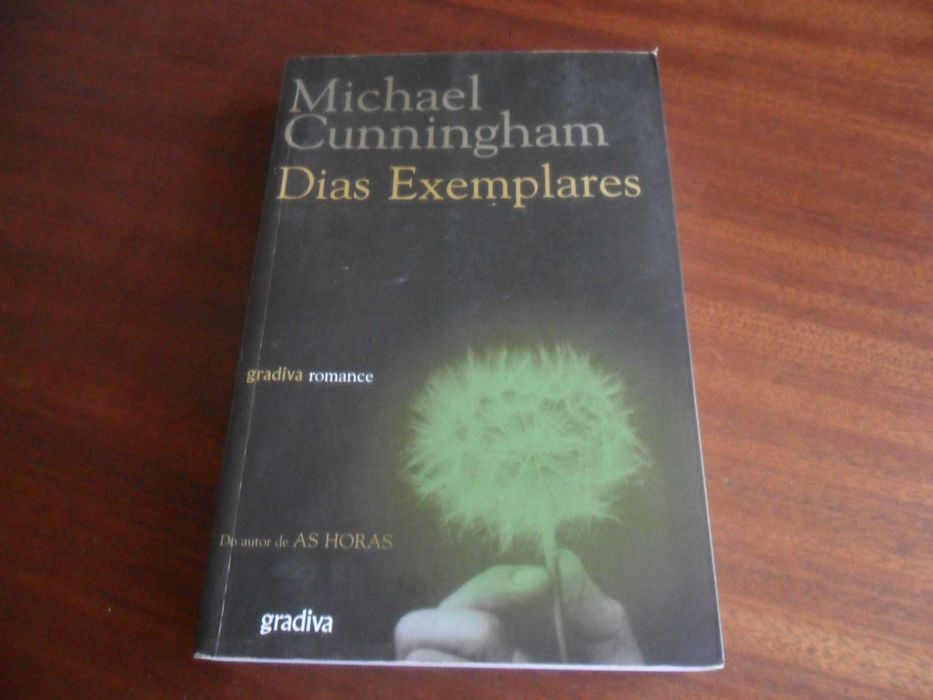 Michael
Cunningham
Dias Exemplares
gradiva romance
Do autor de AS HORAS
gradiva